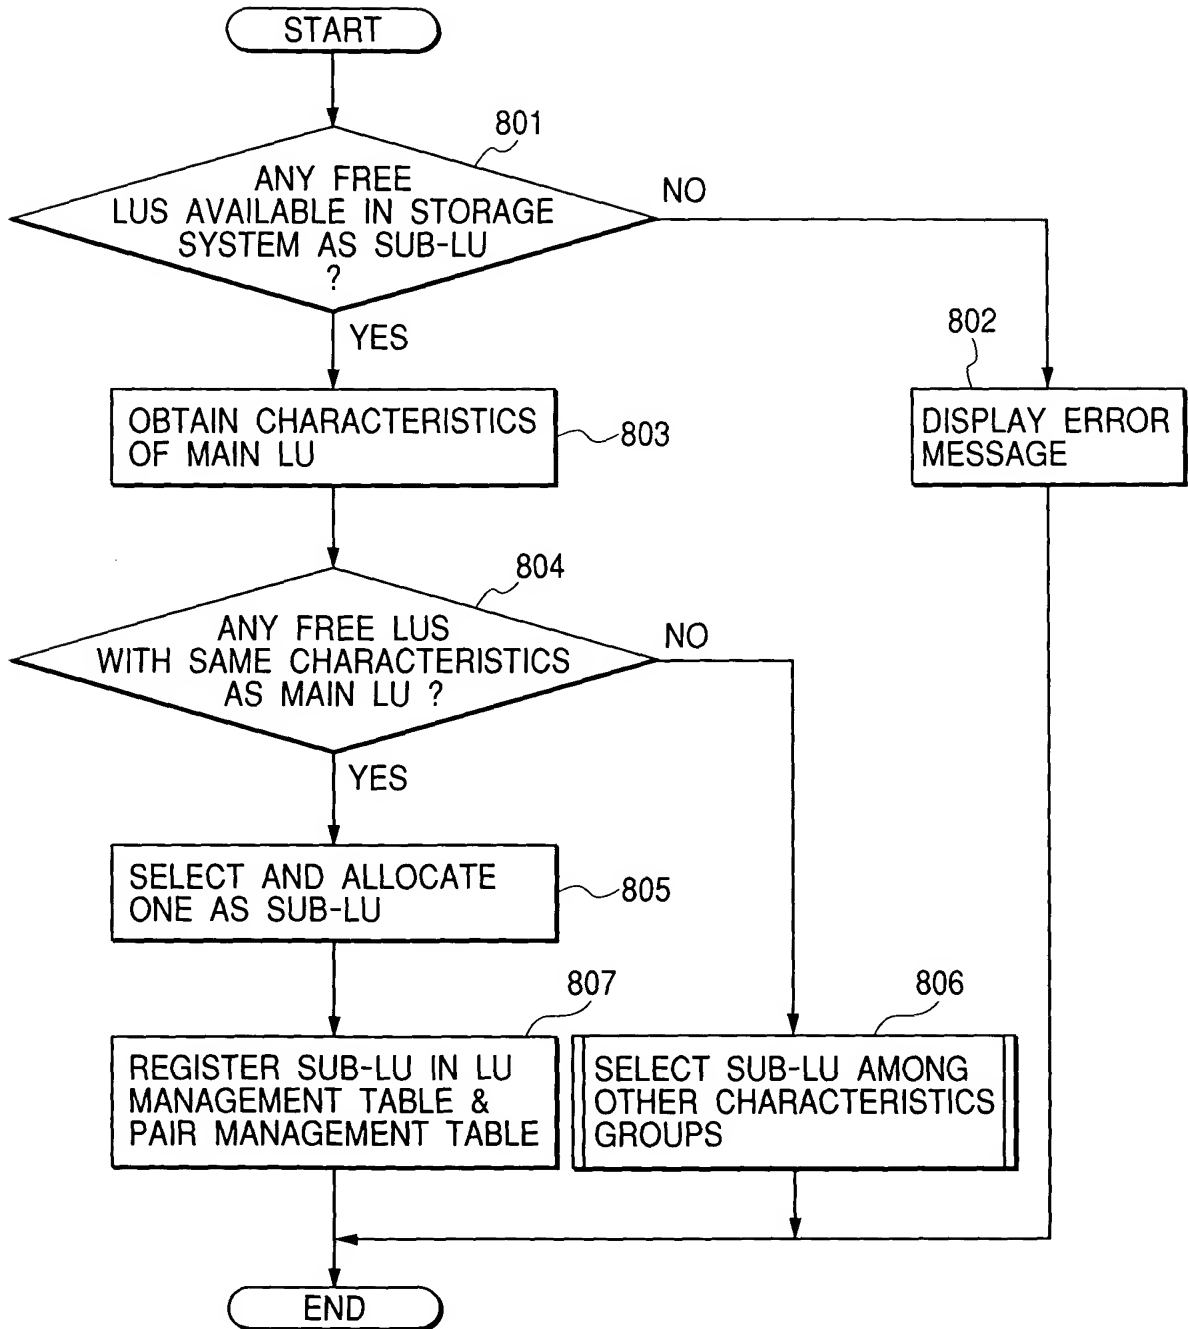 START
801
ANY FREE
LUS AVAILABLE IN STORAGE
SYSTEM AS SUB-LU
?
NO
YES
802
DISPLAY ERROR
MESSAGE
OBTAIN CHARACTERISTICS
OF MAIN LU
803
804
ANY FREE LUS
WITH SAME CHARACTERISTICS
AS MAIN LU ?
NO
YES
SELECT AND ALLOCATE
ONE AS SUB-LU
805
807
REGISTER SUB-LU IN LU
MANAGEMENT TABLE &
PAIR MANAGEMENT TABLE
806
SELECT SUB-LU AMONG
OTHER CHARACTERISTICS
GROUPS
END